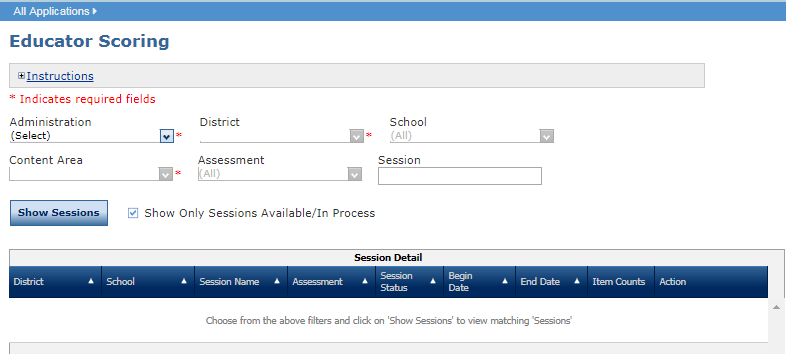 All Applications
Educator Scoring
Instructions
* Indicates required fields
Administration District School
(Select) * * (All)
Content Area Assessment Session
* (All)
Show Sessions Show Only Sessions Available/In Process
Session Detail
District School Session Name Assessment Session Status Begin Date End Date Item Counts Action
Choose from the above filters and click on 'Show Sessions' to view matching 'Sessions'